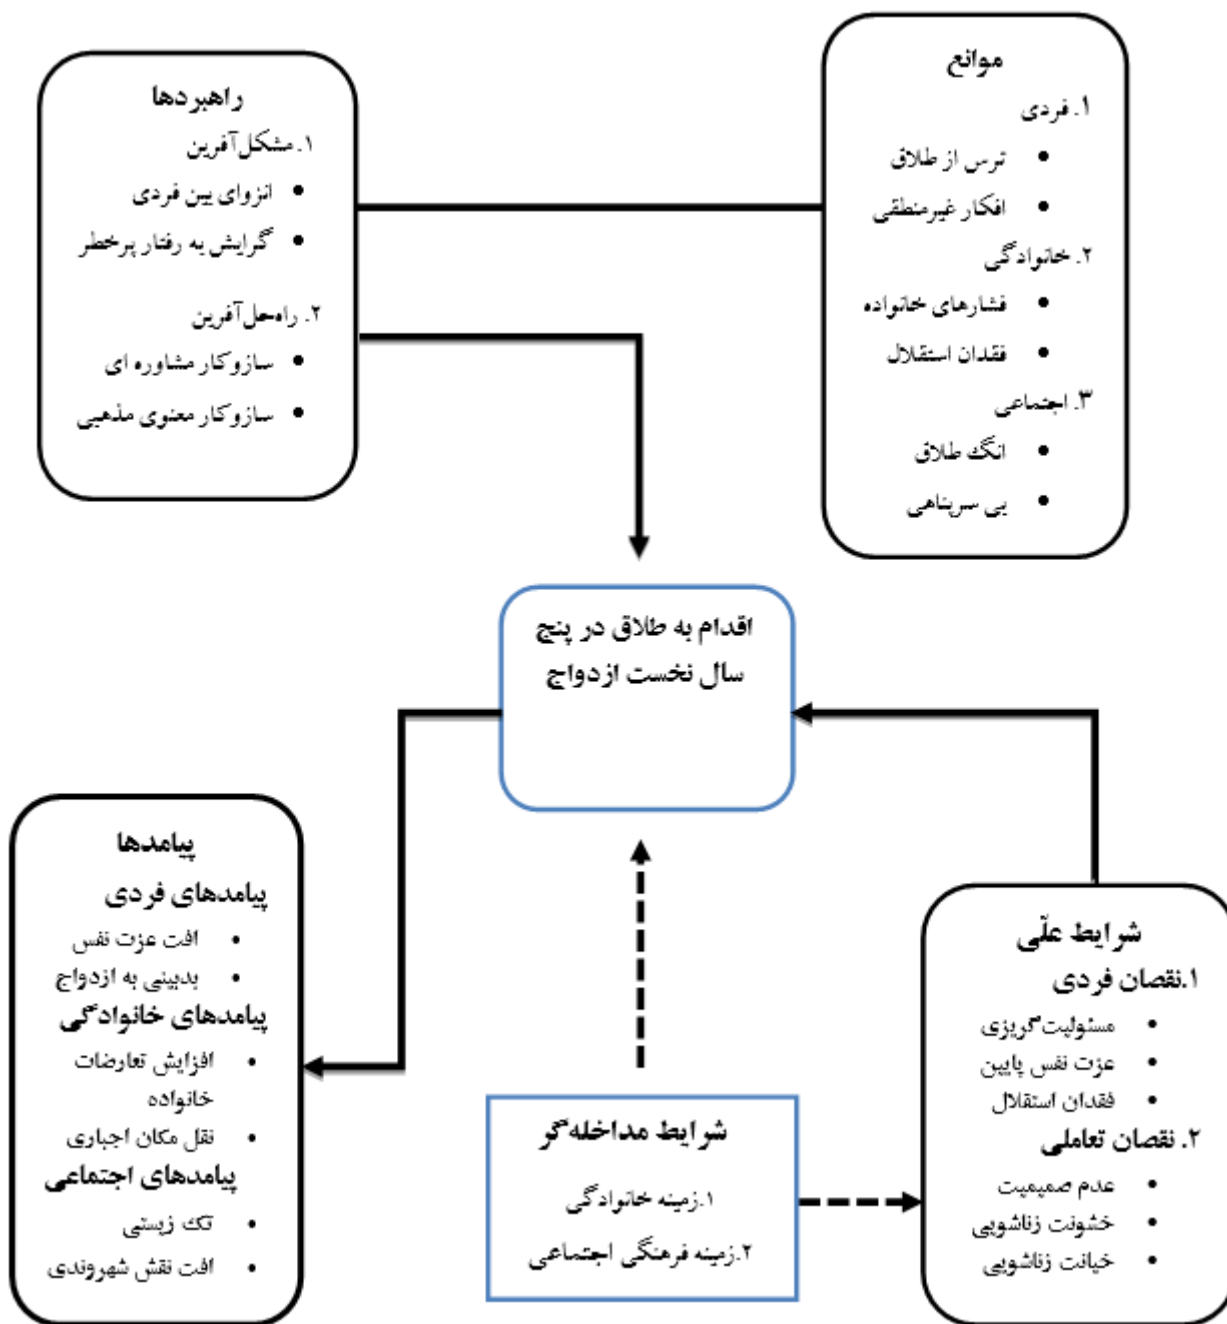 موانع
۱. فردی
• ترس از طلاق
• افکار غیرمنطقی
۲. خانوادگی
• فشارهای خانواده
• فقدان استقلال
۳. اجتماعی
• انگ طلاق
• بی سرپناهی
راهبردها
۱. مشکل‌آفرین
• انزوای بین فردی
• گرایش به رفتار پرخطر
۲. راه‌حل‌آفرین
• سازوکار مشاوره ای
• سازوکار معنوی مذهبی
اقدام به طلاق در پنج
سال نخست ازدواج
شرایط علّی
۱.نقصان فردی
• مسئولیت‌گریزی
• عزت نفس پایین
• فقدان استقلال
۲. نقصان تعاملی
• عدم صمیمیت
• خشونت زناشویی
• خیانت زناشویی
شرایط مداخله‌گر
۱.زمینه خانوادگی
۲.زمینه فرهنگی اجتماعی
پیامدها
پیامدهای فردی
• افت عزت نفس
• بدبینی به ازدواج
پیامدهای خانوادگی
• افزایش تعارضات
خانواده
• نقل مکان اجباری
پیامدهای اجتماعی
• تک زیستی
• افت نقش شهروندی